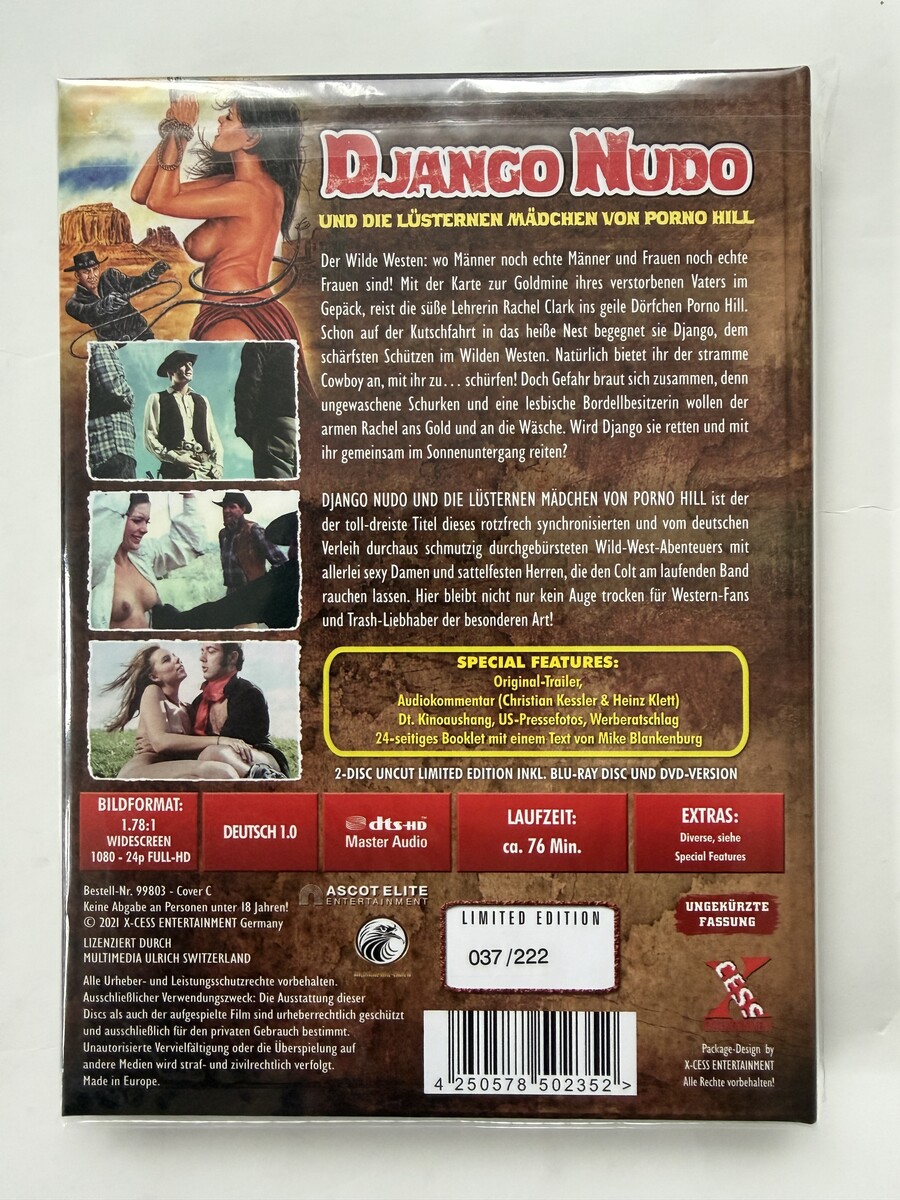 DJANGO NUDO
UND DIE LÜSTERNEN MÄDCHEN VON PORNO HILL
Der Wilde Westen: wo Männer noch echte Männer und Frauen noch echte
Frauen sind! Mit der Karte zur Goldmine ihres verstorbenen Vaters im
Gepäck, reist die süße Lehrerin Rachel Clark ins geile Dörfchen Porno Hill.
Schon auf der Kutschfahrt in das heiße Nest begegnet sie Django, dem
schärfsten Schützen im Wilden Westen. Natürlich bietet ihr der stramme
Cowboy an, mit ihr zu... schürfen! Doch Gefahr braut sich zusammen, denn
ungewaschene Schurken und eine lesbische Bordellbesitzerin wollen der
armen Rachel ans Gold und an die Wäsche. Wird Django sie retten und mit
ihr gemeinsam im Sonnenuntergang reiten?
DJANGO NUDO UND DIE LÜSTERNEN MÄDCHEN VON PORNO HILL ist der
der toll-dreiste Titel dieses rotzfrech synchronisierten und vom deutschen
Verleih durchaus schmutzig durchgebürsteten Wild-West-Abenteuers mit
allerlei sexy Damen und sattelfesten Herren, die den Colt am laufenden Band
rauchen lassen. Hier bleibt nicht nur kein Auge trocken für Western-Fans
und Trash-Liebhaber der besonderen Art!
SPECIAL FEATURES:
Original-Trailer,
Audiokommentar (Christian Kessler & Heinz Klett)
Dt. Kinoaushang, US-Pressefotos, Werberatschlag
24-seitiges Booklet mit einem Text von Mike Blankenburg
2-DISC UNCUT LIMITED EDITION INKL. BLU-RAY DISC UND DVD-VERSION
BILDFORMAT:
1.78:1
WIDESCREEN
1080 - 24p FULL-HD
DEUTSCH 1.0
dts-HD
Master Audio
LAUFZEIT:
ca. 76 Min.
EXTRAS:
Diverse, siehe
Special Features
Bestell-Nr. 99803 - Cover C
Keine Abgabe an Personen unter 18 Jahren!
© 2021 X-CESS ENTERTAINMENT Germany
LIZENZIERT DURCH
MULTIMEDIA ULRICH SWITZERLAND
Alle Urheber- und Leistungsschutzrechte vorbehalten.
Ausschließlicher Verwendungszweck: Die Ausstattung dieser
Discs als auch der aufgespielte Film sind urheberrechtlich geschützt
und ausschließlich für den privaten Gebrauch bestimmt.
Unautorisierte Vervielfältigung oder die Überspielung auf
andere Medien wird straf- und zivilrechtlich verfolgt.
Made in Europe.
ASCOT ELITE
ENTERTAINMENT
LIMITED EDITION
037/222
4 250578 502352 >
UNGEKÜRZTE
FASSUNG
X-CESS
Package-Design by
X-CESS ENTERTAINMENT
Alle Rechte vorbehalten!